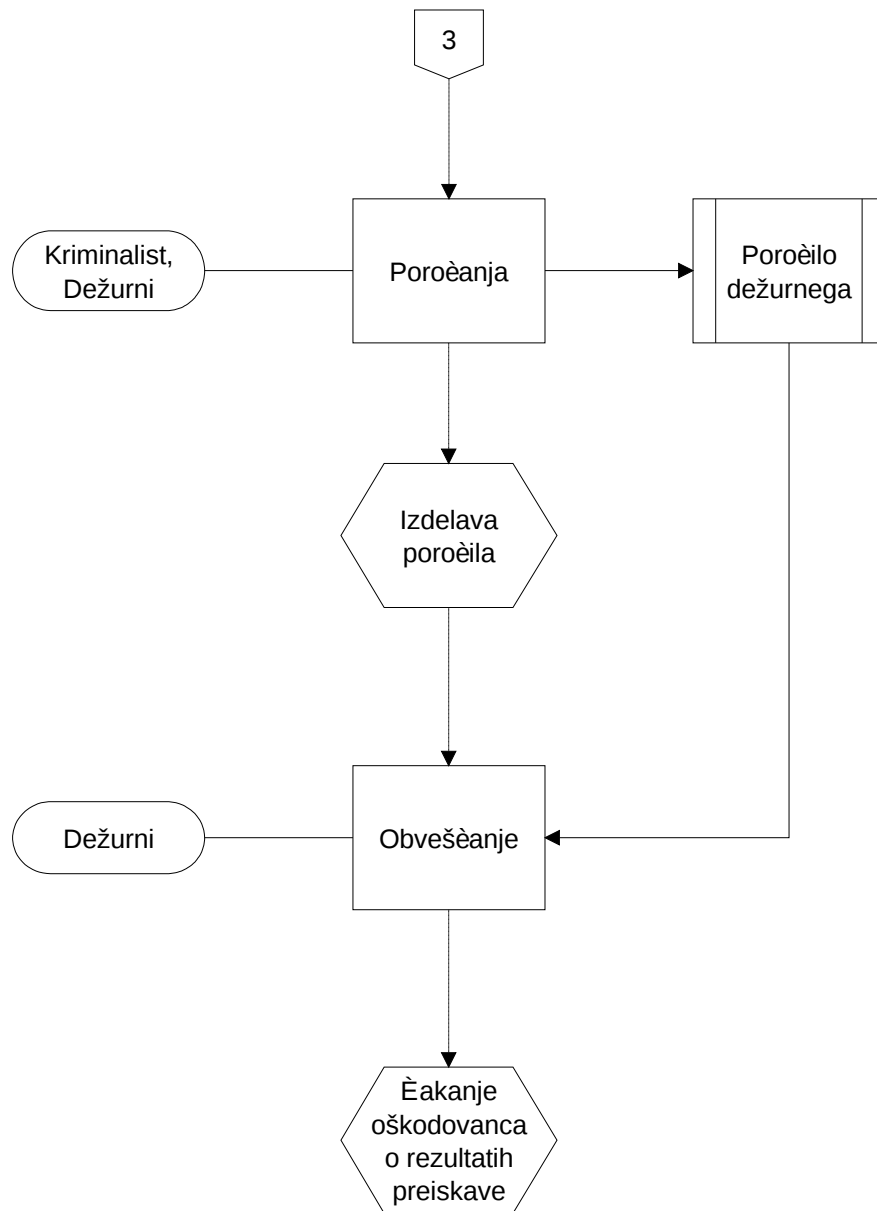 3
Kriminalist,
Dežurni
Poroèanja
Poroèilo
dežurnega
Izdelava
poroèila
Dežurni
Obvešèanje
Èakanje
oškodovanca
o rezultatih
preiskave